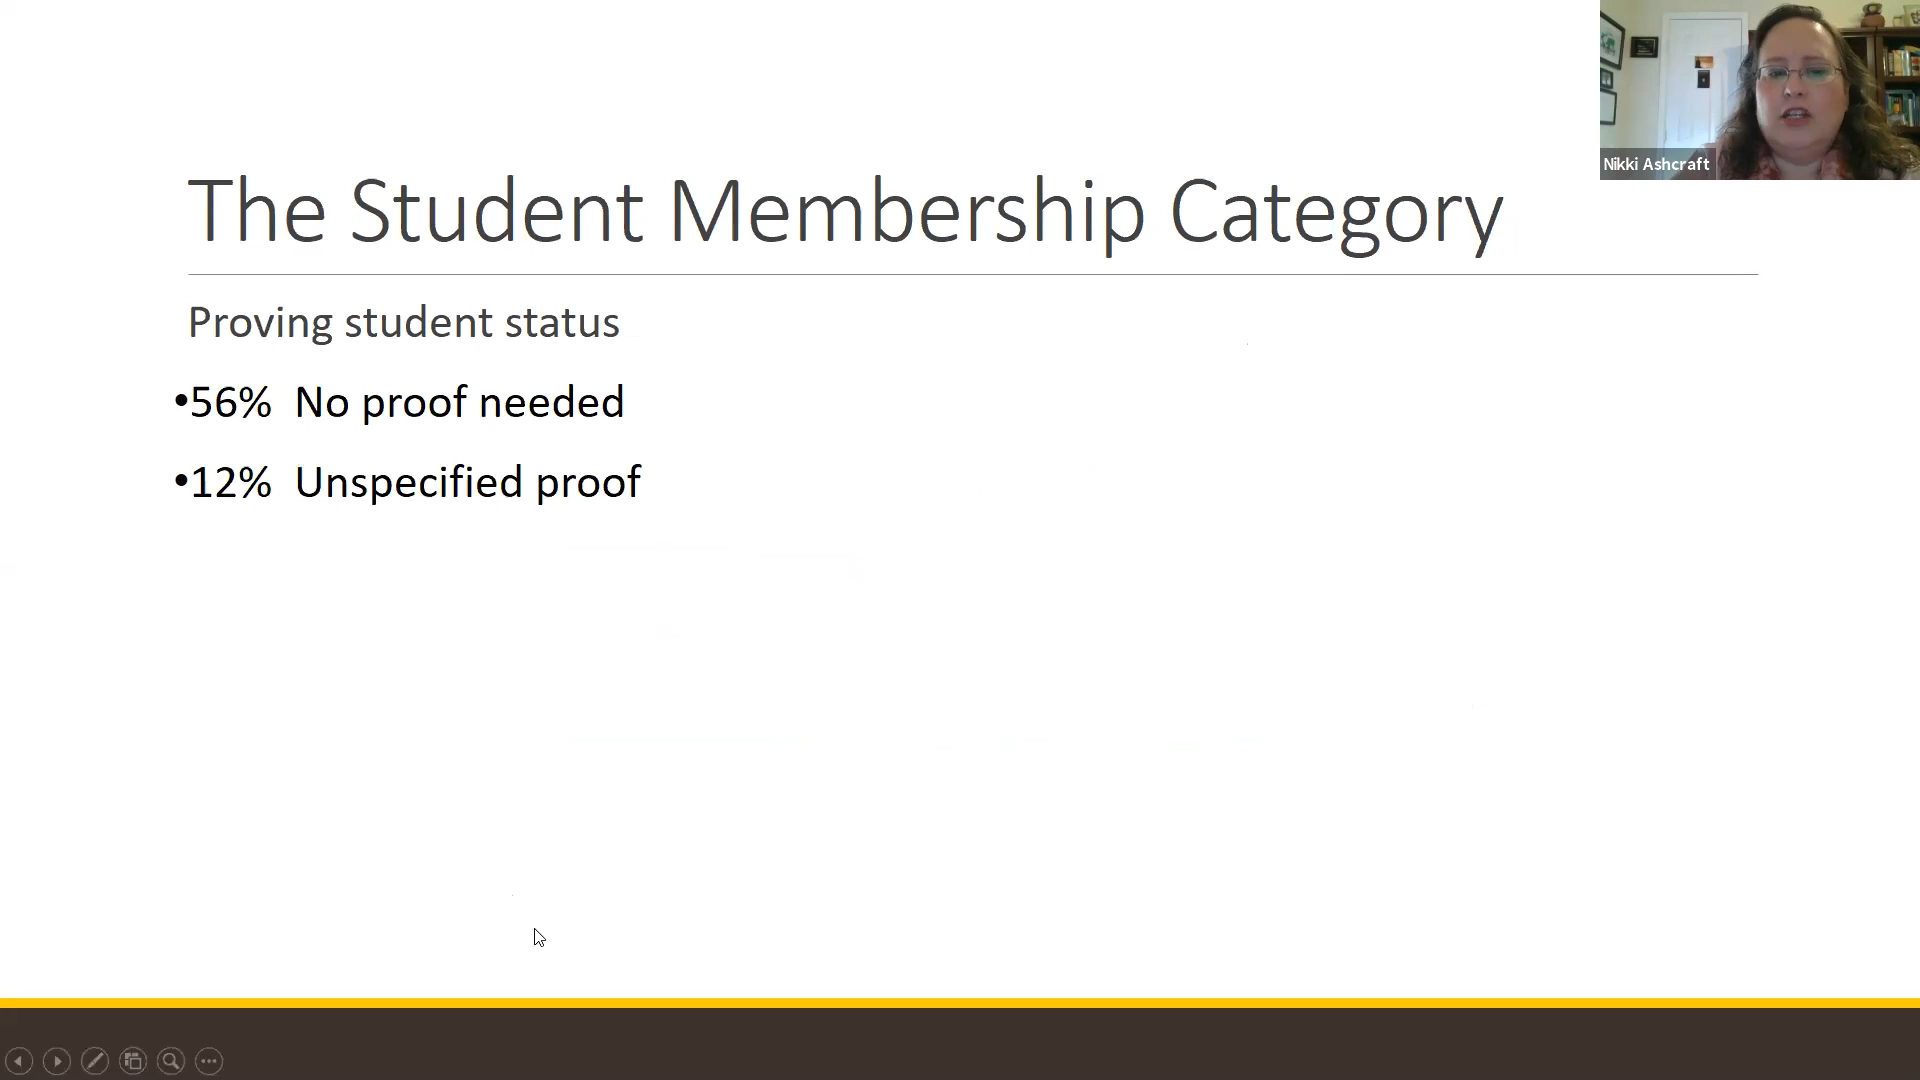 Nikki Ashcraft
The Student Membership Category
Proving student status
•56% No proof needed
•12% Unspecified proof